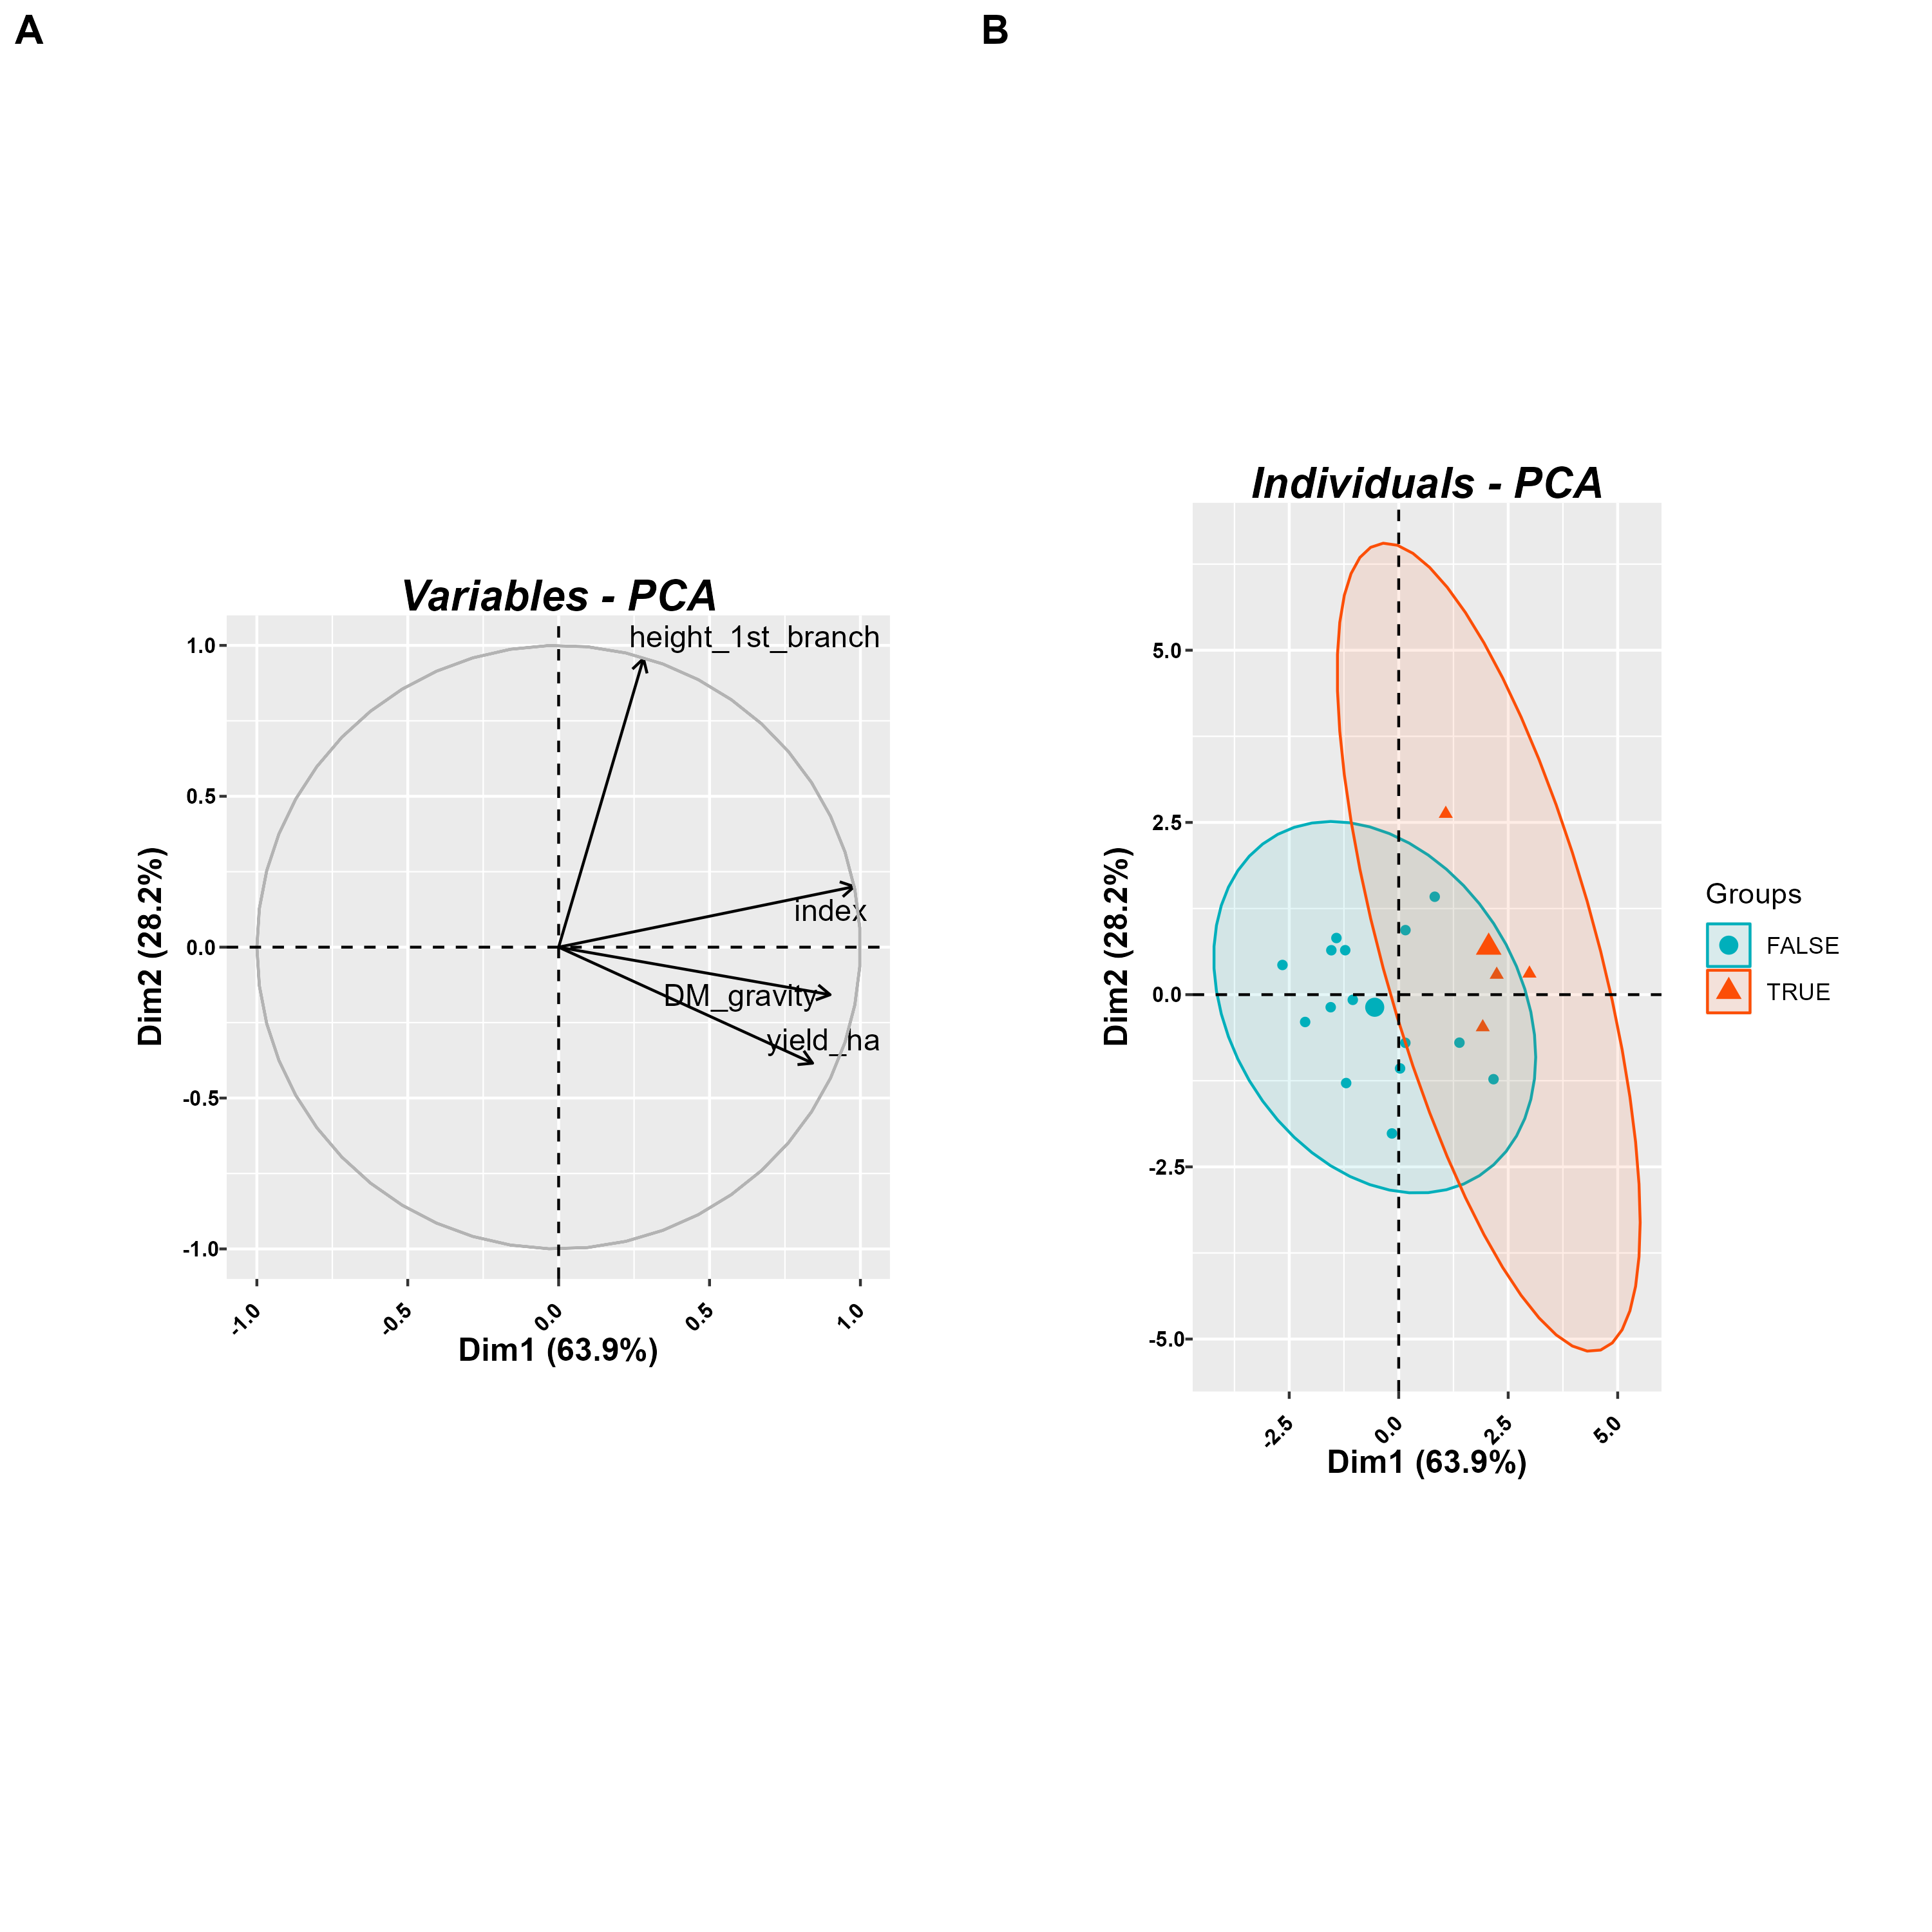 A
B
Variables - PCA
height_1st_branch
index
DM_gravity
yield_ha
1.0
0.5
0.0
-0.5
-1.0
-1.0
-0.5
0.0
0.5
1.0
Dim1 (63.9%)
Dim2 (28.2%)
Individuals - PCA
5.0
2.5
0.0
-2.5
-5.0
-2.5
0.0
2.5
5.0
Dim1 (63.9%)
Dim2 (28.2%)
Groups
FALSE
TRUE